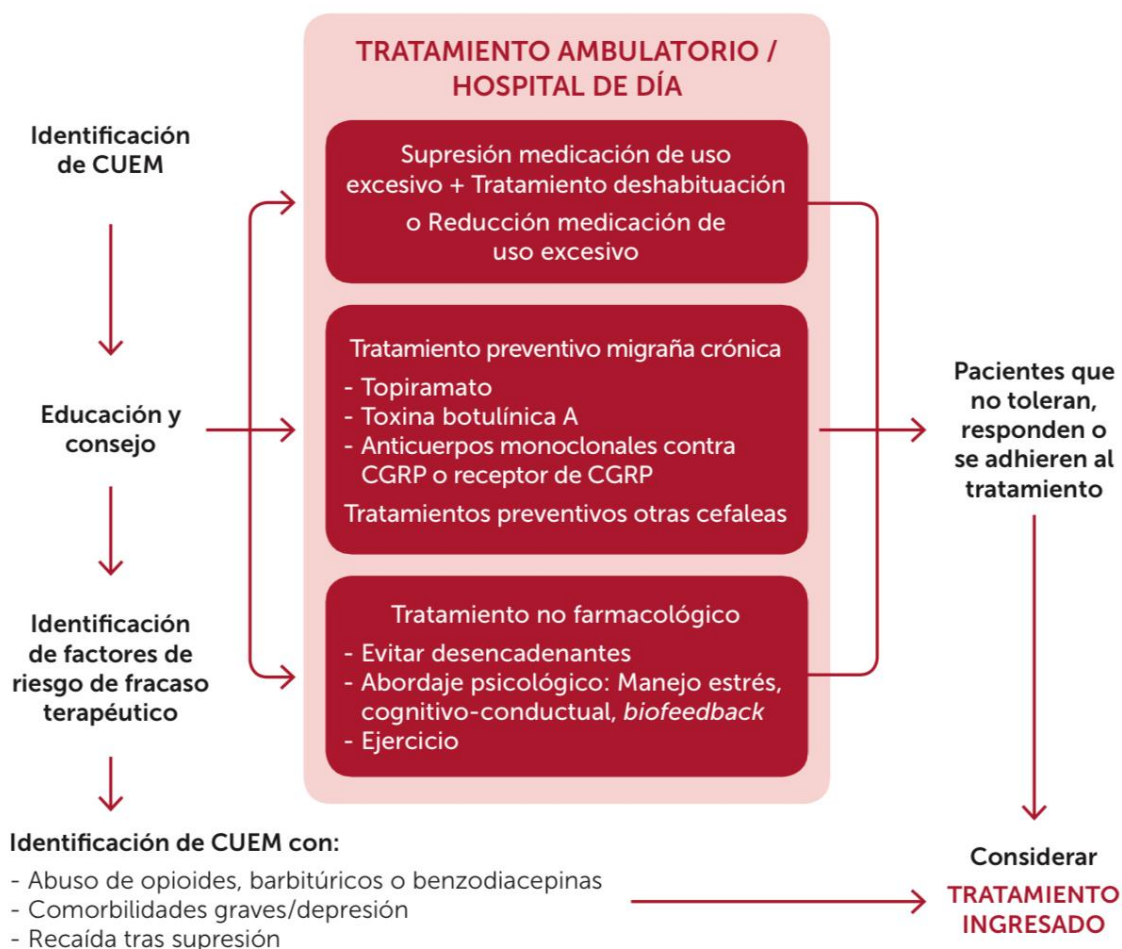 TRATAMIENTO AMBULATORIO /
HOSPITAL DE DÍA
Identificación
de CUEM
Supresión medicación de uso
excesivo + Tratamiento deshabituación
o Reducción medicación de
uso excesivo
Educación y
consejo
Tratamiento preventivo migraña crónica
- Topiramato
- Toxina botulínica A
- Anticuerpos monoclonales contra
CGRP o receptor de CGRP
Tratamientos preventivos otras cefaleas
Pacientes que
no toleran,
responden o
se adhieren al
tratamiento
Identificación
de factores de
riesgo de fracaso
terapéutico
Tratamiento no farmacológico
- Evitar desencadenantes
- Abordaje psicológico: Manejo estrés,
cognitivo-conductual, biofeedback
- Ejercicio
Identificación de CUEM con:
- Abuso de opioides, barbitúricos o benzodiacepinas
- Comorbilidades graves/depresión
- Recaída tras supresión
Considerar
TRATAMIENTO
INGRESADO